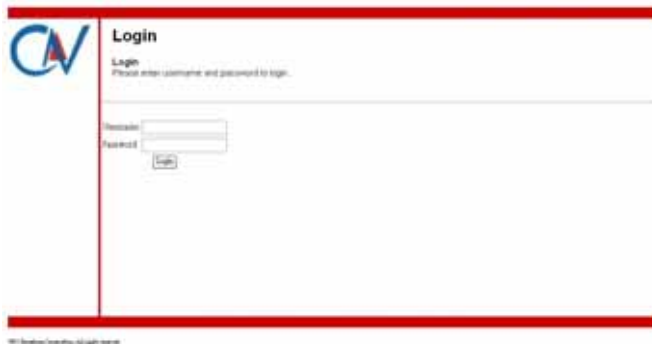 Login
Login
Please enter username and password to login.
Username
Password
Login